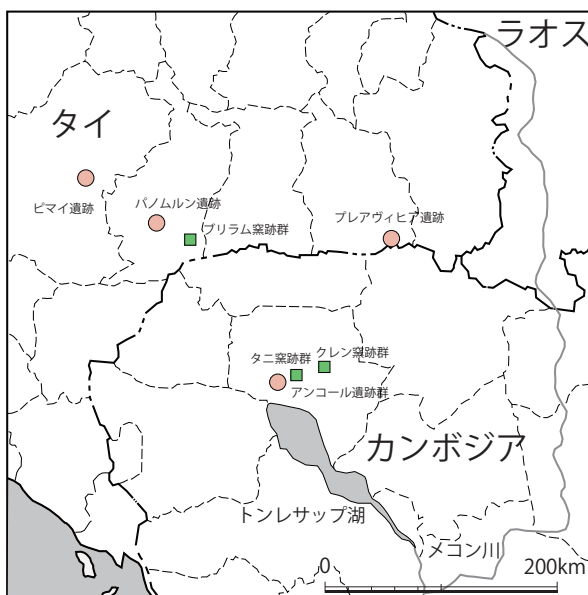 ラオス
タイ
ピマイ遺跡
パノムルン遺跡
ブリラム窯跡群
プレアヴィヒア遺跡
タニ窯跡群
クレン窯跡群
アンコール遺跡群
カンボジア
トンレサップ湖
メコン川
0
200km